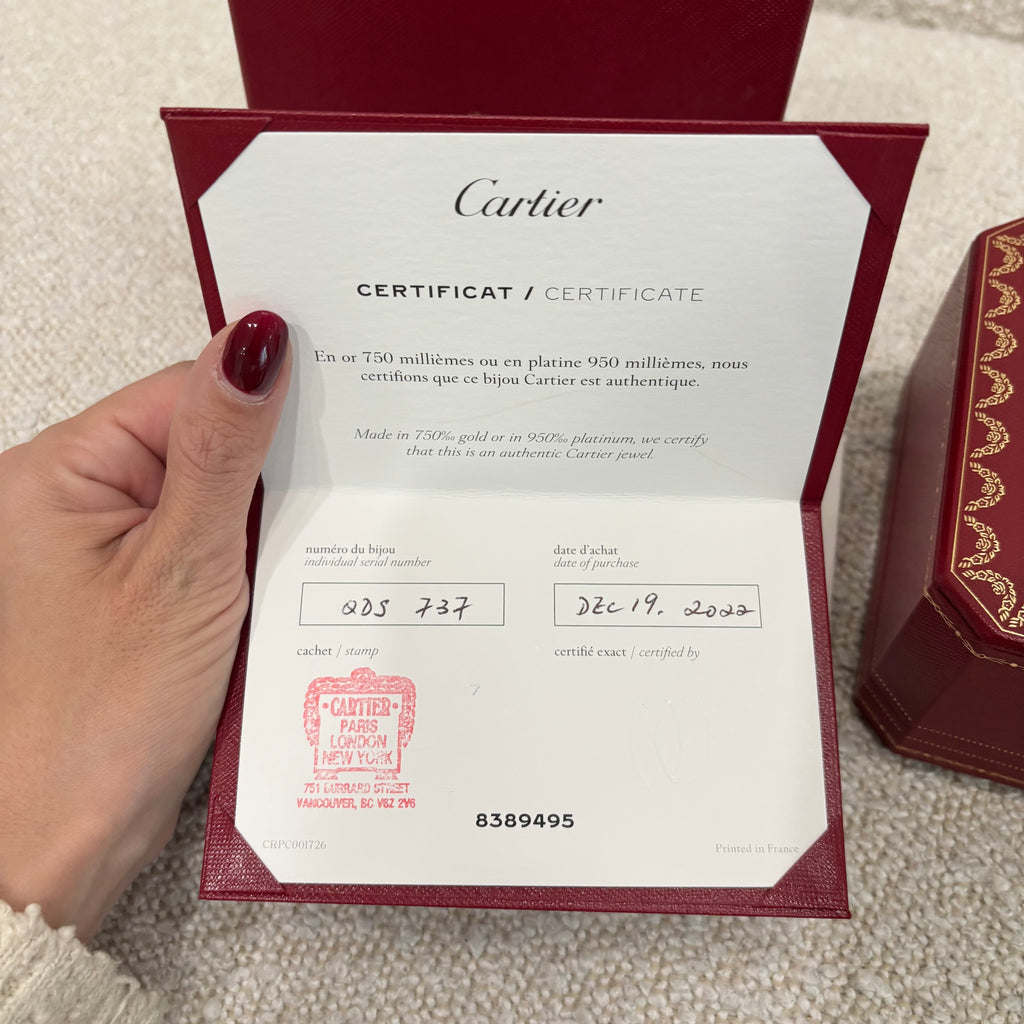 Cartier
CERTIFICAT / CERTIFICATE
En or 750 millièmes ou en platine 950 millièmes, nous
certifions que ce bijou Cartier est authentique.
Made in 750‰ gold or in 950‰ platinum, we certify
that this is an authentic Cartier jewel.
numéro du bijou
individual serial number
date d'achat
date of purchase
QDS 737
DEC 19. 2022
cachet / stamp
certifié exact / certified by
·CARTIER·
PARIS
LONDON
NEW YORK
751 BURRARD STREET
VANCOUVER, BC V6Z 2V6
8389495
CRPC001726
Printed in France